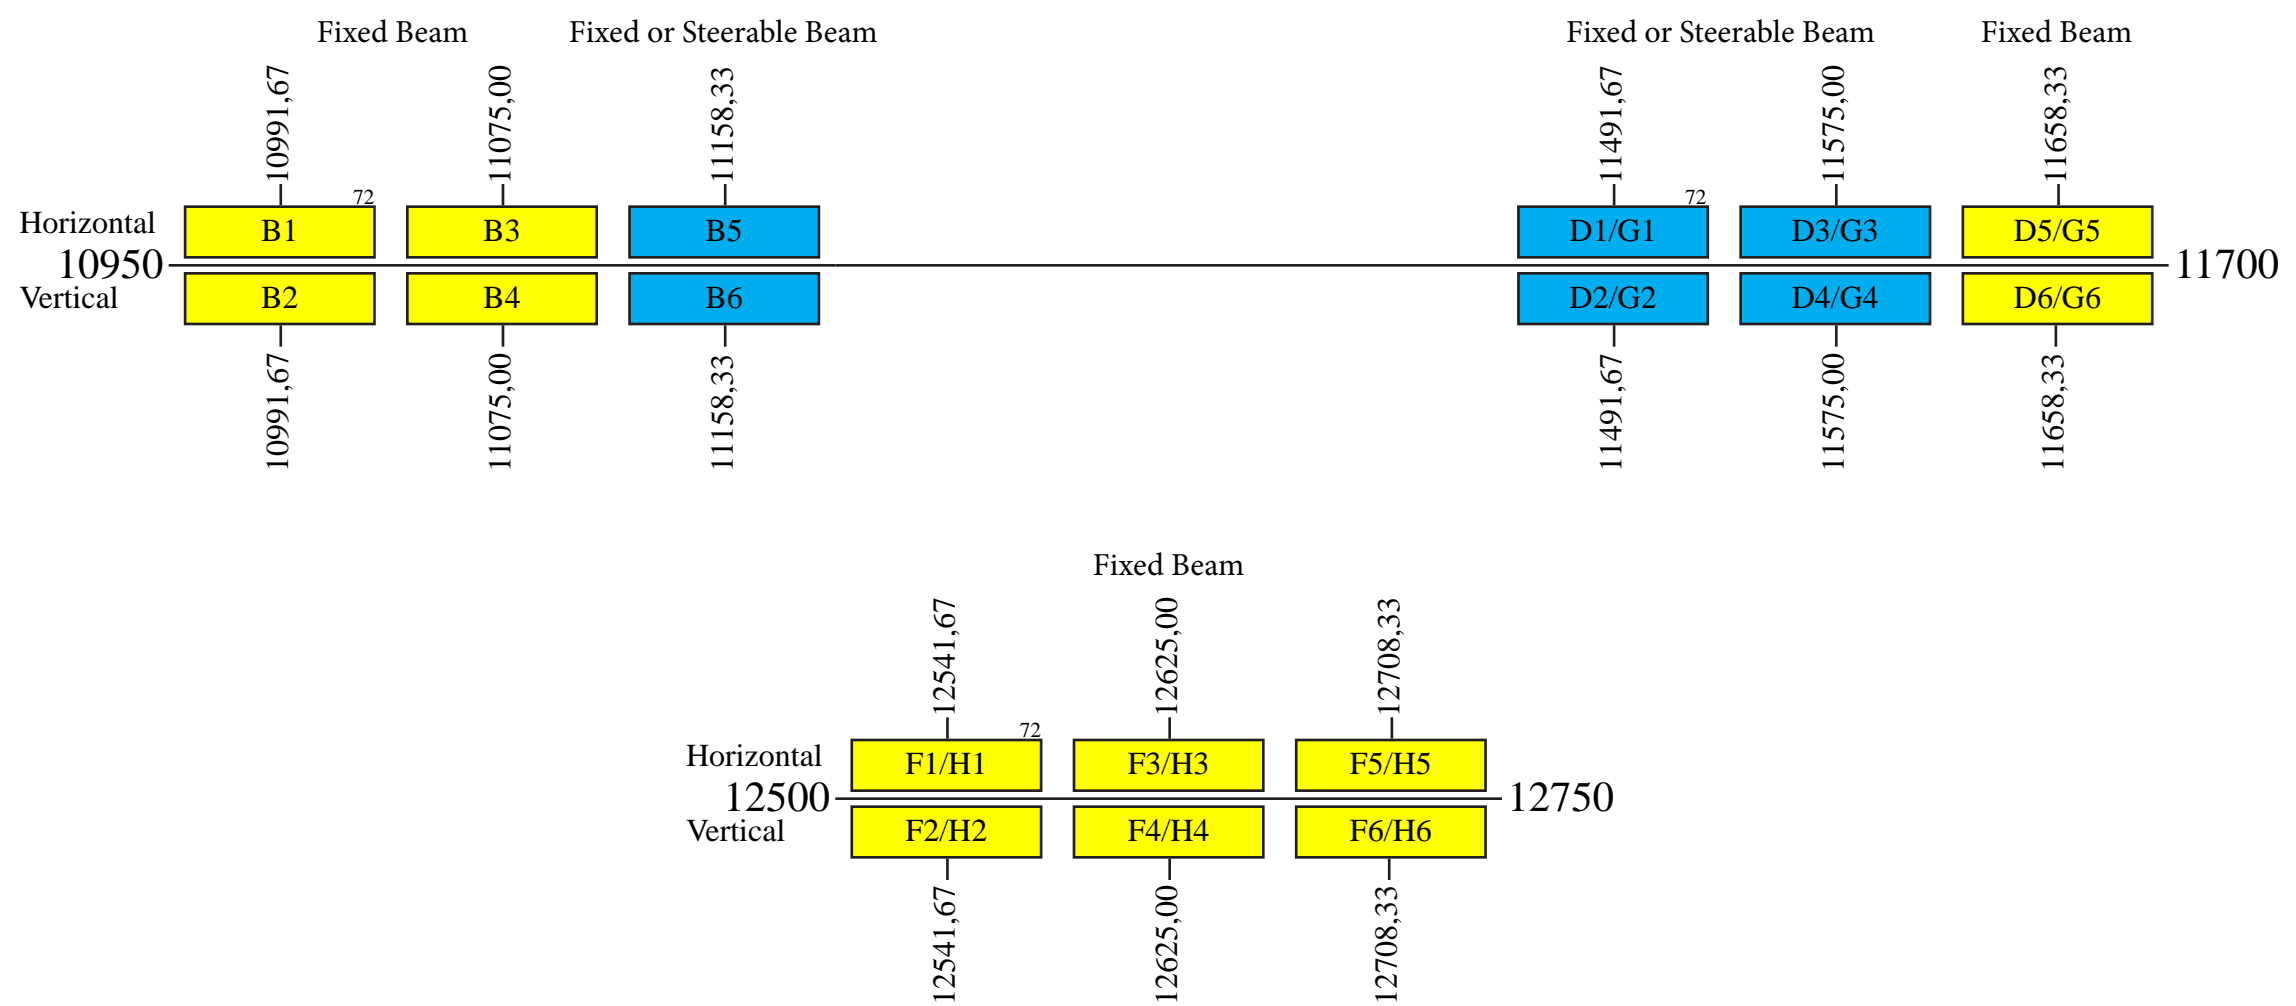 Fixed Beam Fixed or Steerable Beam Fixed or Steerable Beam Fixed Beam
10991,67 11075,00 11158,33 11491,67 11575,00 11658,33
72 72
Horizontal B1 B3 B5 D1/G1 D3/G3 D5/G5
10950 11700
Vertical B2 B4 B6 D2/G2 D4/G4 D6/G6
10991,67 11075,00 11158,33 11491,67 11575,00 11658,33
Fixed Beam
12541,67 12625,00 12708,33
72
Horizontal F1/H1 F3/H3 F5/H5
12500 12750
Vertical F2/H2 F4/H4 F6/H6
12541,67 12625,00 12708,33